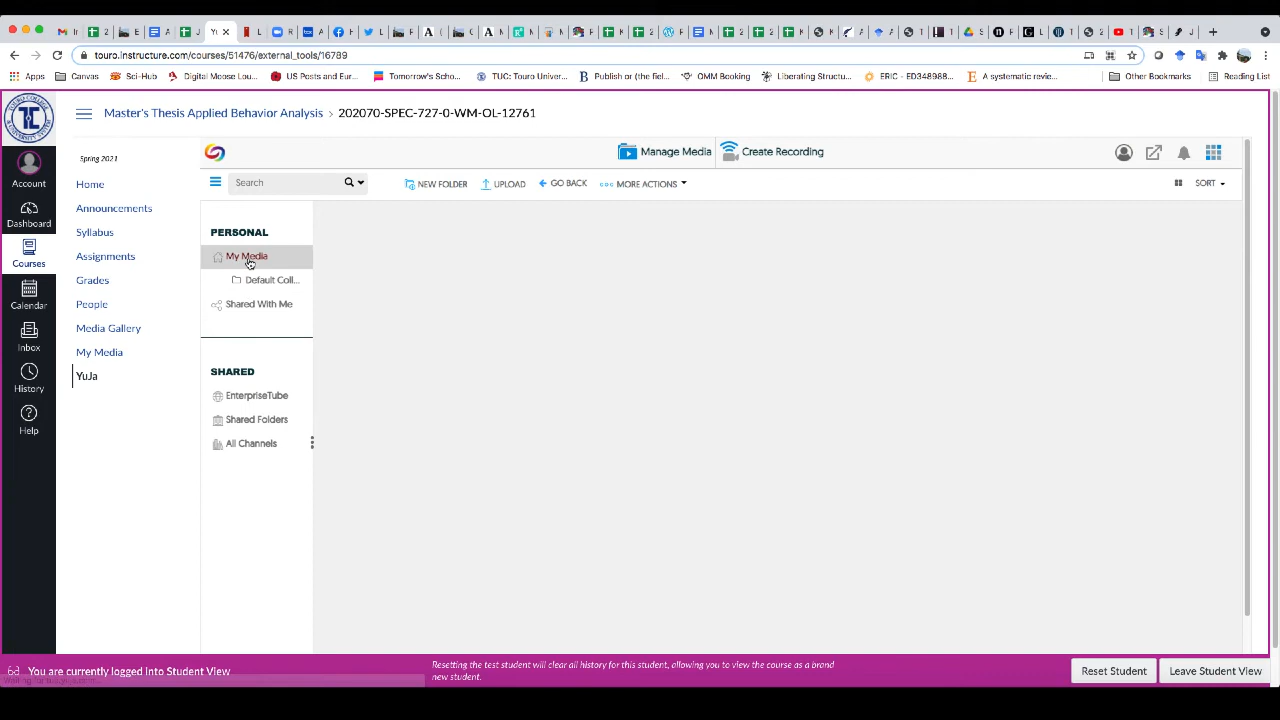 touro.instructure.com/courses/51476/external_tools/16789
Apps Canvas Sci-Hub Digital Moose Lou... US Posts and Eur... Tomorrow's Scho... TUC: Touro Univer... Publish or (the fiel... OMM Booking Liberating Structu... ERIC - ED348988... A systematic revie... Other Bookmarks Reading List
Master's Thesis Applied Behavior Analysis > 202070-SPEC-727-0-WM-OL-12761
Spring 2021
Account
Dashboard
Courses
Calendar
Inbox
History
Help
Home
Announcements
Syllabus
Assignments
Grades
People
Media Gallery
My Media
YuJa
Manage Media Create Recording
Search NEW FOLDER UPLOAD GO BACK MORE ACTIONS SORT
PERSONAL
My Media
Default Coll...
Shared With Me
SHARED
EnterpriseTube
Shared Folders
All Channels
You are currently logged into Student View
Resetting the test student will clear all history for this student, allowing you to view the course as a brand
new student.
Reset Student Leave Student View